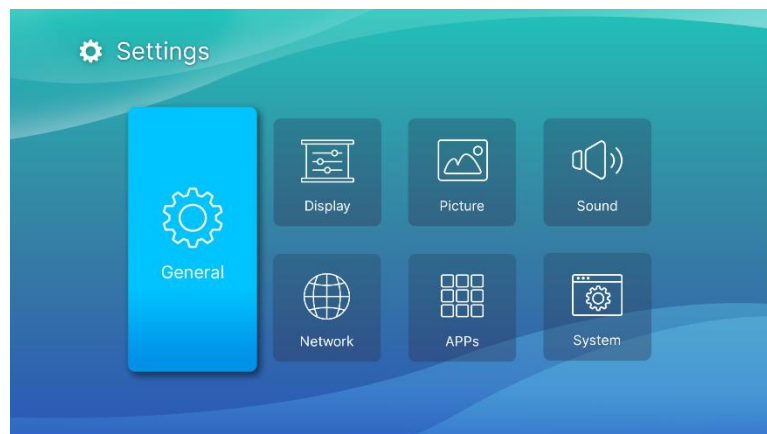 Settings
General
Display
Picture
Sound
Network
APPs
System